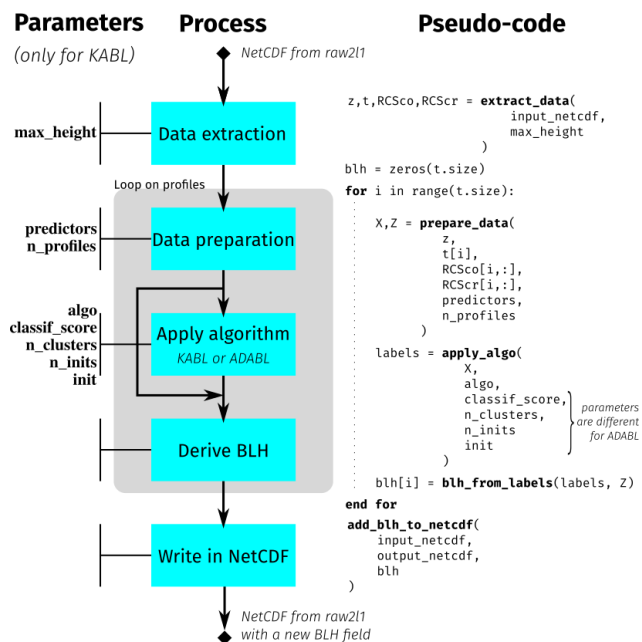 Parameters
(only for KABL)
max_height
predictors
n_profiles
algo
classif_score
n_clusters
n_inits
init
Process
NetCDF from raw2l1
Data extraction
Loop on profiles
Data preparation
Apply algorithm
KABL or ADABL
Derive BLH
Write in NetCDF
NetCDF from raw2l1
with a new BLH field
Pseudo-code
z,t,RCSco,RCScr = extract_data(
input_netcdf,
max_height
)
blh = zeros(t.size)
for i in range(t.size):
X,Z = prepare_data(
z,
t[i],
RCSco[i,:],
RCScr[i,:],
predictors,
n_profiles
)
labels = apply_algo(
X,
algo,
classif_score,
n_clusters,
n_inits
init
)
parameters
are different
for ADABL
blh[i] = blh_from_labels(labels, Z)
end for
add_blh_to_netcdf(
input_netcdf,
output_netcdf,
blh
)